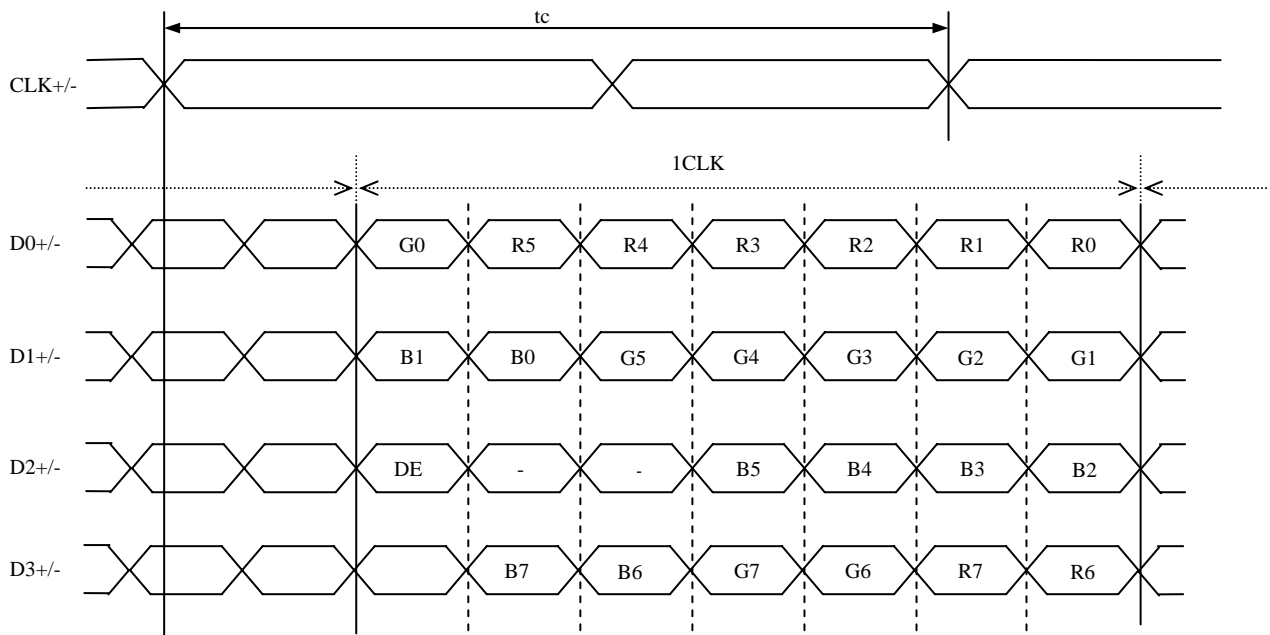 tc
CLK+/-
1CLK
D0+/- G0 R5 R4 R3 R2 R1 R0
D1+/- B1 B0 G5 G4 G3 G2 G1
D2+/- DE - - B5 B4 B3 B2
D3+/- B7 B6 G7 G6 R7 R6